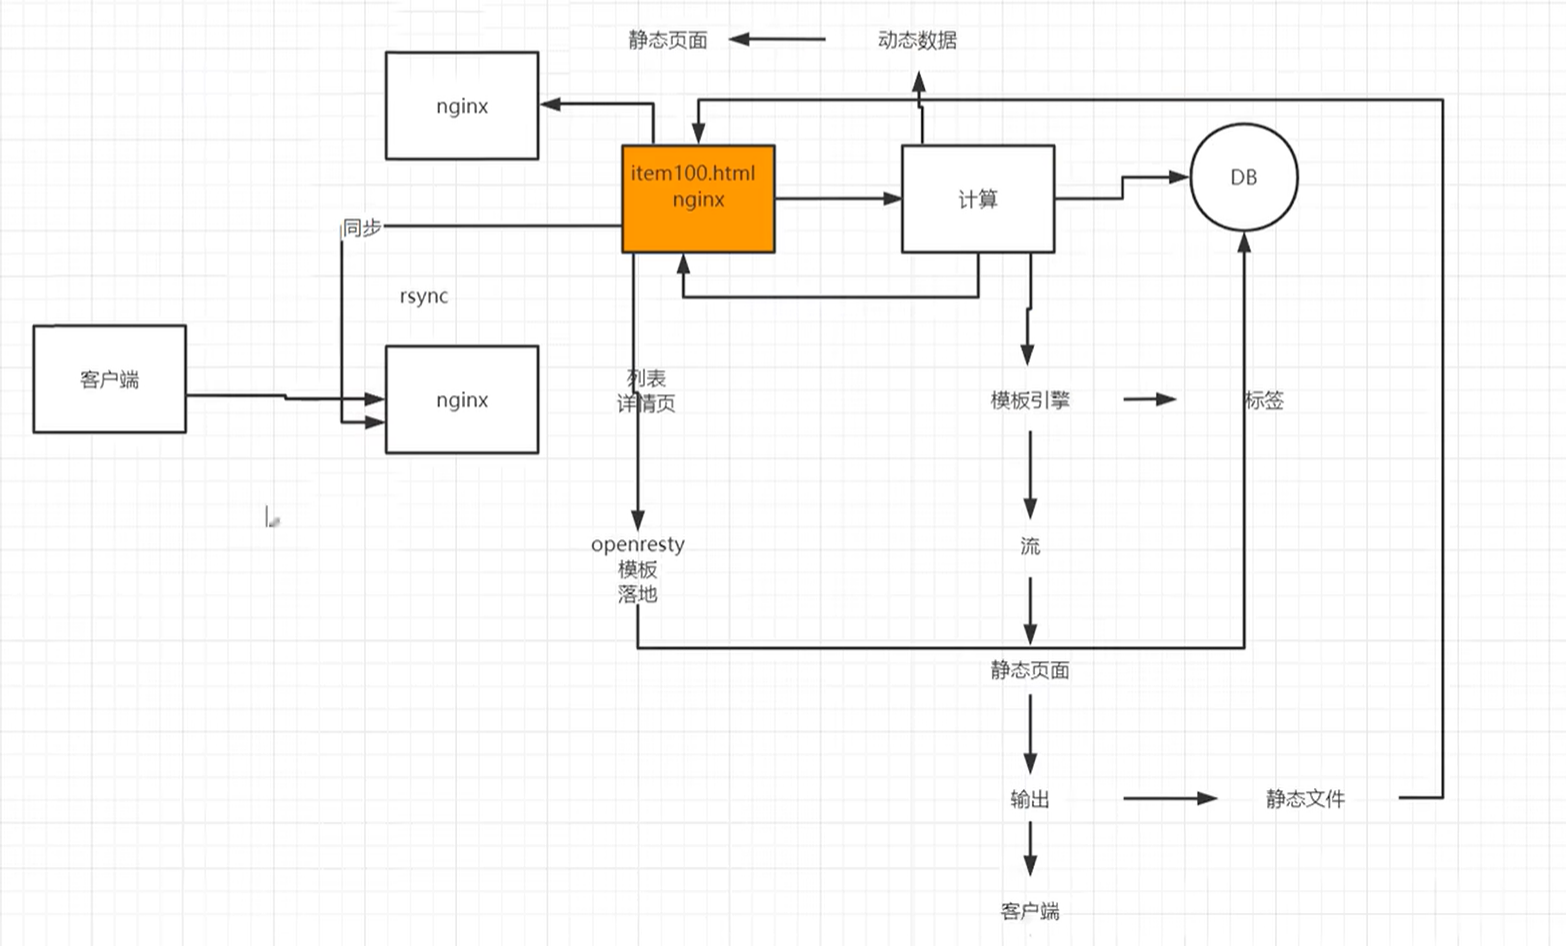 静态页面
动态数据
nginx
item100.html
nginx
计算
DB
同步
rsync
客户端
nginx
列表
详情页
模板引擎
标签
openresty
模板
落地
流
静态页面
输出
静态文件
客户端